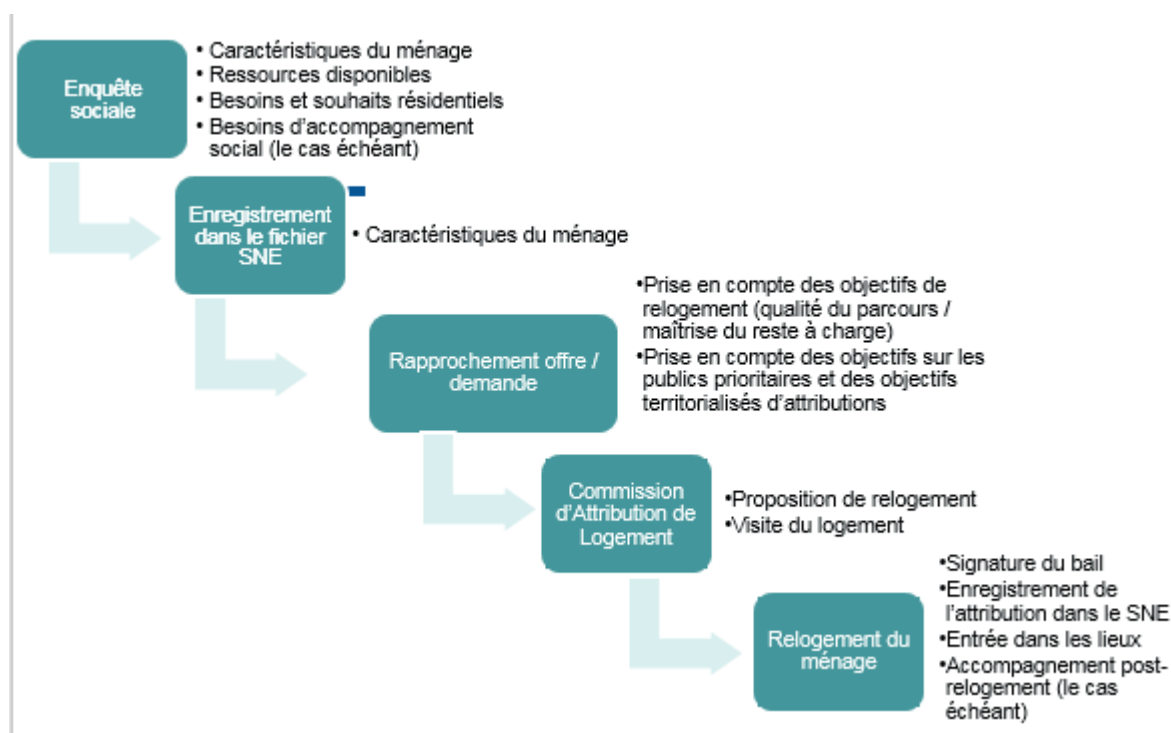 Enquête
sociale
• Caractéristiques du ménage
• Ressources disponibles
• Besoins et souhaits résidentiels
• Besoins d'accompagnement
social (le cas échéant)
Enregistrement
dans le fichier
SNE
• Caractéristiques du ménage
Rapprochement offre /
demande
•Prise en compte des objectifs de
relogement (qualité du parcours /
maîtrise du reste à charge)
•Prise en compte des objectifs sur les
publics prioritaires et des objectifs
territorialisés d'attributions
Commission
d'Attribution de
Logement
•Proposition de relogement
•Visite du logement
Relogement du
ménage
•Signature du bail
•Enregistrement de
l'attribution dans le SNE
•Entrée dans les lieux
•Accompagnement post-
relogement (le cas
échéant)